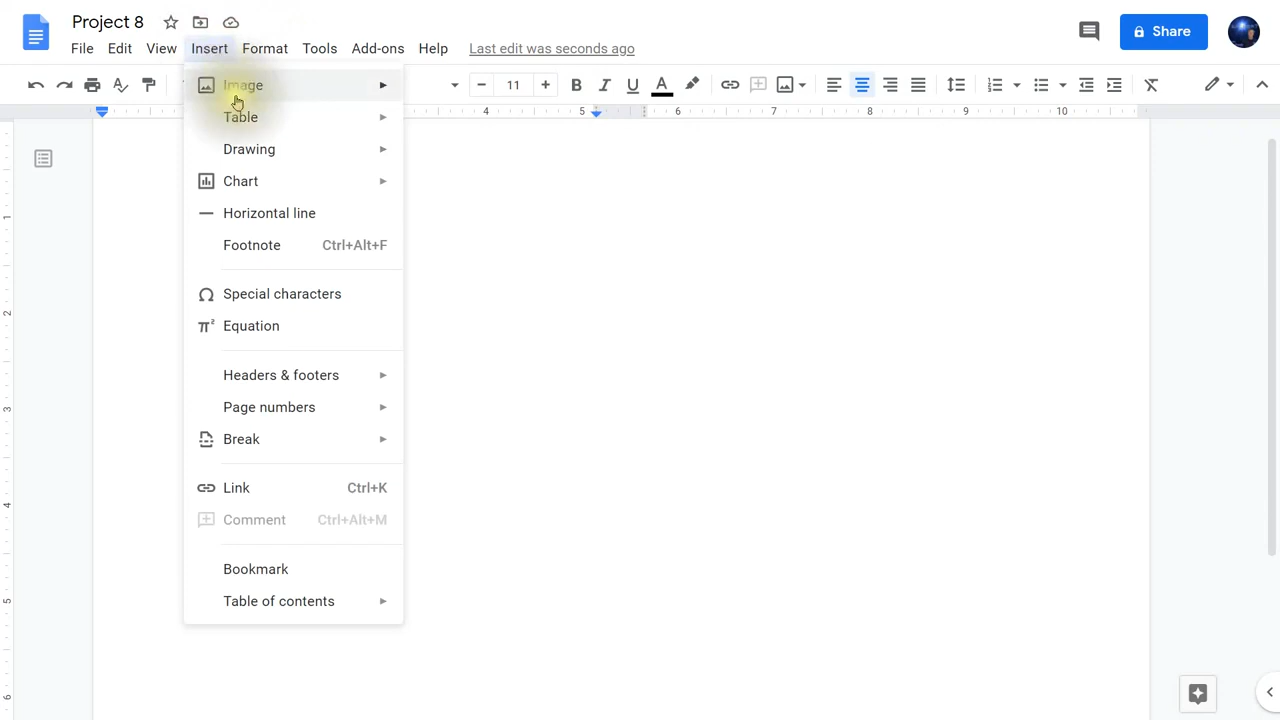 Project 8
File Edit View Insert Format Tools Add-ons Help Last edit was seconds ago
Share
11
4 5 6 7 8 9 10
Image
Table
Drawing
Chart
Horizontal line
Footnote Ctrl+Alt+F
Special characters
Equation
Headers & footers
Page numbers
Break
Link Ctrl+K
Comment Ctrl+Alt+M
Bookmark
Table of contents
1
2
3
4
5
6